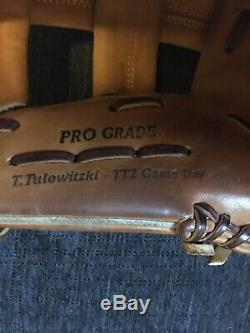 PRO GRADE
T. Tulowitzki - TT2 Game Day